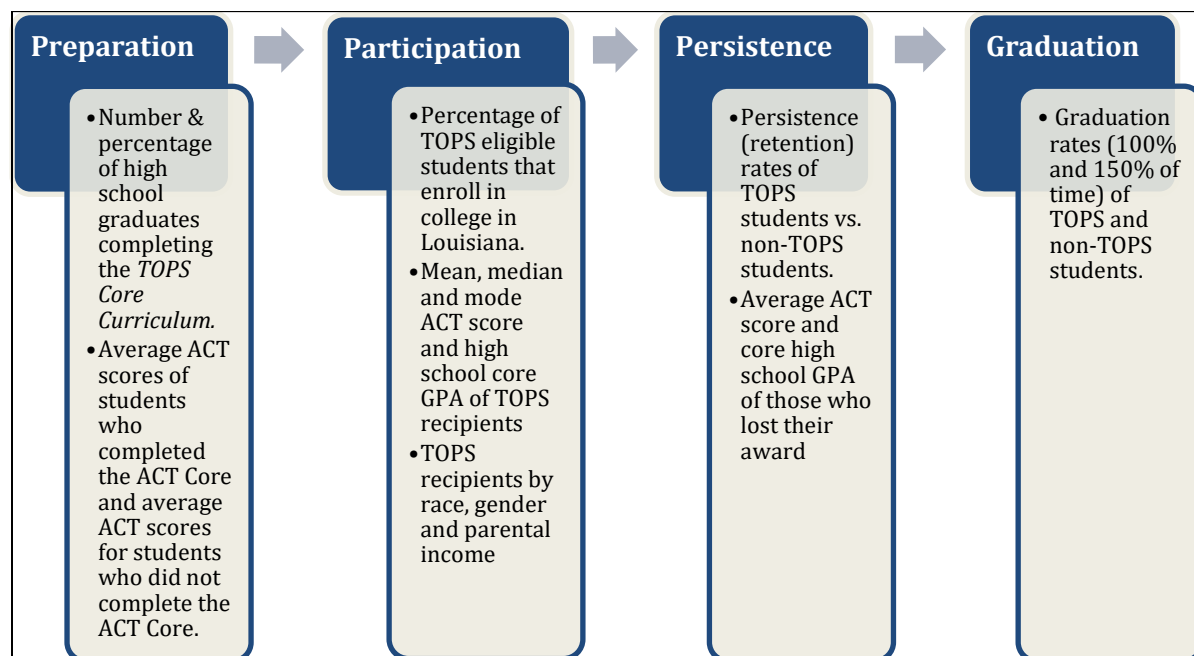 Preparation
•Number &
percentage
of high
school
graduates
completing
the TOPS
Core
Curriculum.
•Average ACT
scores of
students
who
completed
the ACT Core
and average
ACT scores
for students
who did not
complete the
ACT Core.
Participation
•Percentage of
TOPS eligible
students that
enroll in
college in
Louisiana.
•Mean, median
and mode
ACT score
and high
school core
GPA of TOPS
recipients
•TOPS
recipients by
race, gender
and parental
income
Persistence
•Persistence
(retention)
rates of
TOPS
students vs.
non-TOPS
students.
•Average ACT
score and
core high
school GPA
of those who
lost their
award
Graduation
• Graduation
rates (100%
and 150% of
time) of
TOPS and
non-TOPS
students.